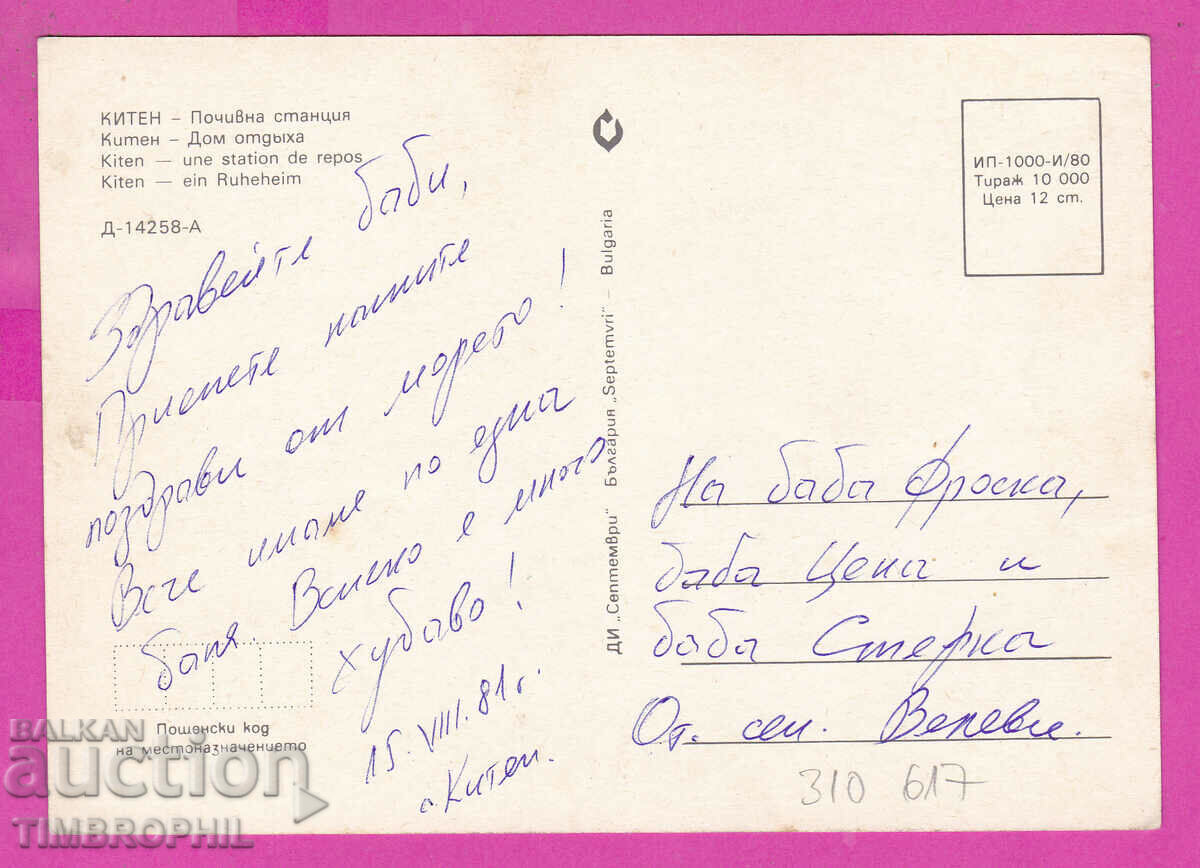 КИТЕН – Почивна станция
Китен – Дом отдыха
Kiten — une station de repos
Kiten — ein Ruheheim
Д-14258-А
Здравейте баби,
Приемете нашите
поздрави от морето!
Вече имаме по една
баня. Всичко е много
хубаво!
15.VIII.81г.
с. Китен.
Пощенски код
на местоназначението
ДИ „Септември“ България „Septemvri“ – Bulgaria
ИП-1000-И/80
Тираж 10 000
Цена 12 ст.
На баба Фроска,
баба Цена и
баба Стерка
От сем. Велеви.
310 617
BALKAN
auction
TIMBROPHIL